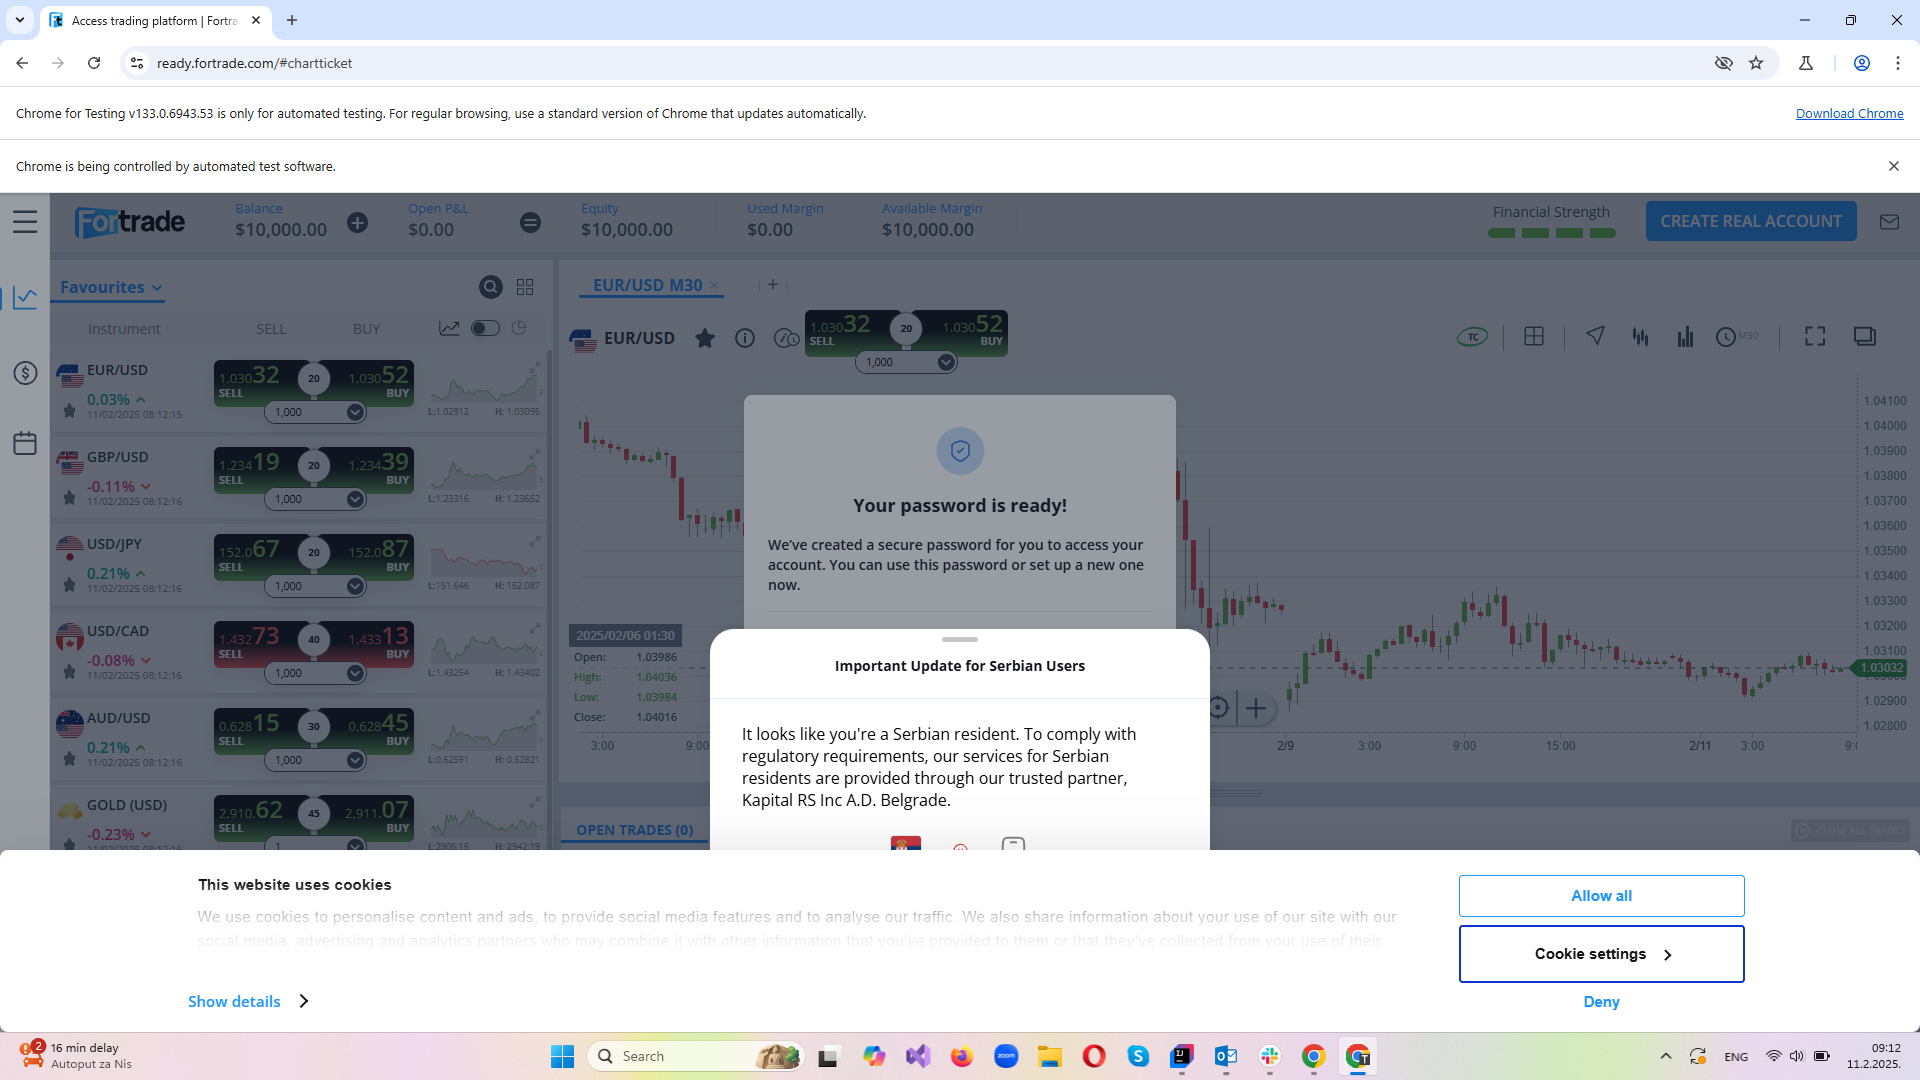 Access trading platform | Fortra
ready.fortrade.com/#chartticket
Chrome for Testing v133.0.6943.53 is only for automated testing. For regular browsing, use a standard version of Chrome that updates automatically.
Download Chrome
Chrome is being controlled by automated test software.
Fortrade
Balance
$10,000.00
Open P&L
$0.00
Equity
$10,000.00
Used Margin
$0.00
Available Margin
$10,000.00
Financial Strength
CREATE REAL ACCOUNT
Favourites
Instrument SELL BUY
EUR/USD
0.03%
11/02/2025 08:12:15
1.03032 SELL 20 1.03052 BUY
1,000
L:1.02912 H: 1.03095
GBP/USD
-0.11%
11/02/2025 08:12:16
1.23419 SELL 20 1.23439 BUY
1,000
L:1.23316 H: 1.23652
USD/JPY
0.21%
11/02/2025 08:12:16
152.067 SELL 20 152.087 BUY
1,000
L:151.646 H: 152.087
USD/CAD
-0.08%
11/02/2025 08:12:16
1.43273 SELL 40 1.43313 BUY
1,000
L:1.43254 H: 1.43402
AUD/USD
0.21%
11/02/2025 08:12:16
0.62815 SELL 30 0.62845 BUY
1,000
L:0.62591 H: 0.62821
GOLD (USD)
-0.23%
2,910.62 SELL 45 2,911.07 BUY
1
L:2905.15 H: 2942.19
EUR/USD M30
EUR/USD
1.03032 SELL 20 1.03052 BUY
1,000
TC
M30
1.04100
1.04000
1.03900
1.03800
1.03700
1.03600
1.03500
1.03400
1.03300
1.03200
1.03100
1.03032
1.02900
1.02800
2025/02/06 01:30
Open: 1.03986
High: 1.04036
Low: 1.03984
Close: 1.04016
3:00 9:00 2/9 3:00 9:00 15:00 2/11 3:00
Your password is ready!
We've created a secure password for you to access your
account. You can use this password or set up a new one
now.
Important Update for Serbian Users
It looks like you're a Serbian resident. To comply with
regulatory requirements, our services for Serbian
residents are provided through our trusted partner,
Kapital RS Inc A.D. Belgrade.
OPEN TRADES (0)
CLOSE ALL TRADES
This website uses cookies
We use cookies to personalise content and ads, to provide social media features and to analyse our traffic. We also share information about your use of our site with our
social media, advertising and analytics partners who may combine it with other information that you've provided to them or that they've collected from your use of their
Show details
Allow all
Cookie settings
Deny
2
16 min delay
Autoput za Nis
Search
zoom
ENG
09:12
11.2.2025.